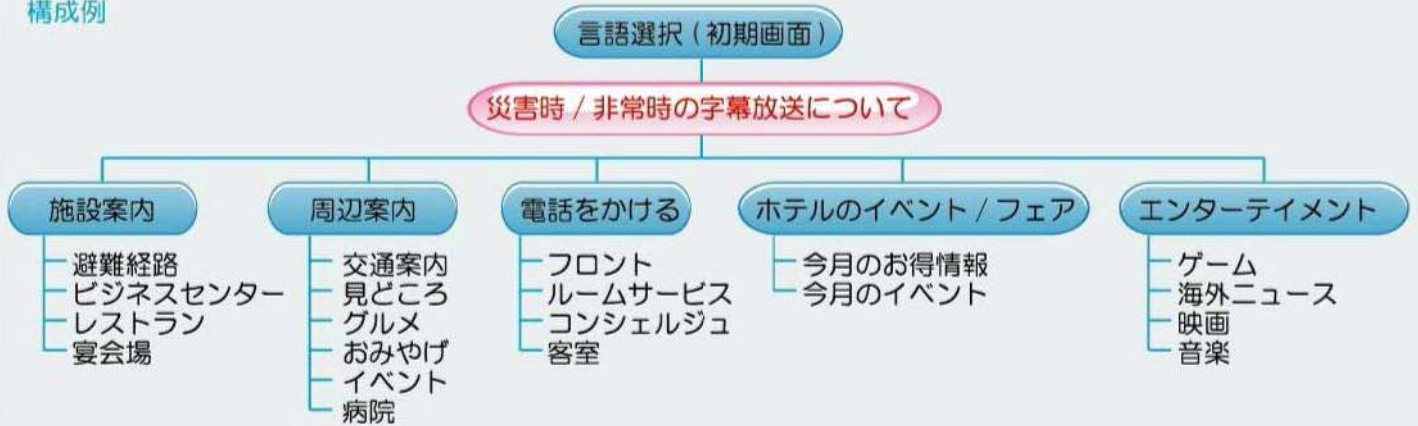 構成例
言語選択（初期画面）
災害時 / 非常時の字幕放送について
施設案内
避難経路
ビジネスセンター
レストラン
宴会場
周辺案内
交通案内
見どころ
グルメ
おみやげ
イベント
病院
電話をかける
フロント
ルームサービス
コンシェルジュ
客室
ホテルのイベント / フェア
今月のお得情報
今月のイベント
エンターテイメント
ゲーム
海外ニュース
映画
音楽